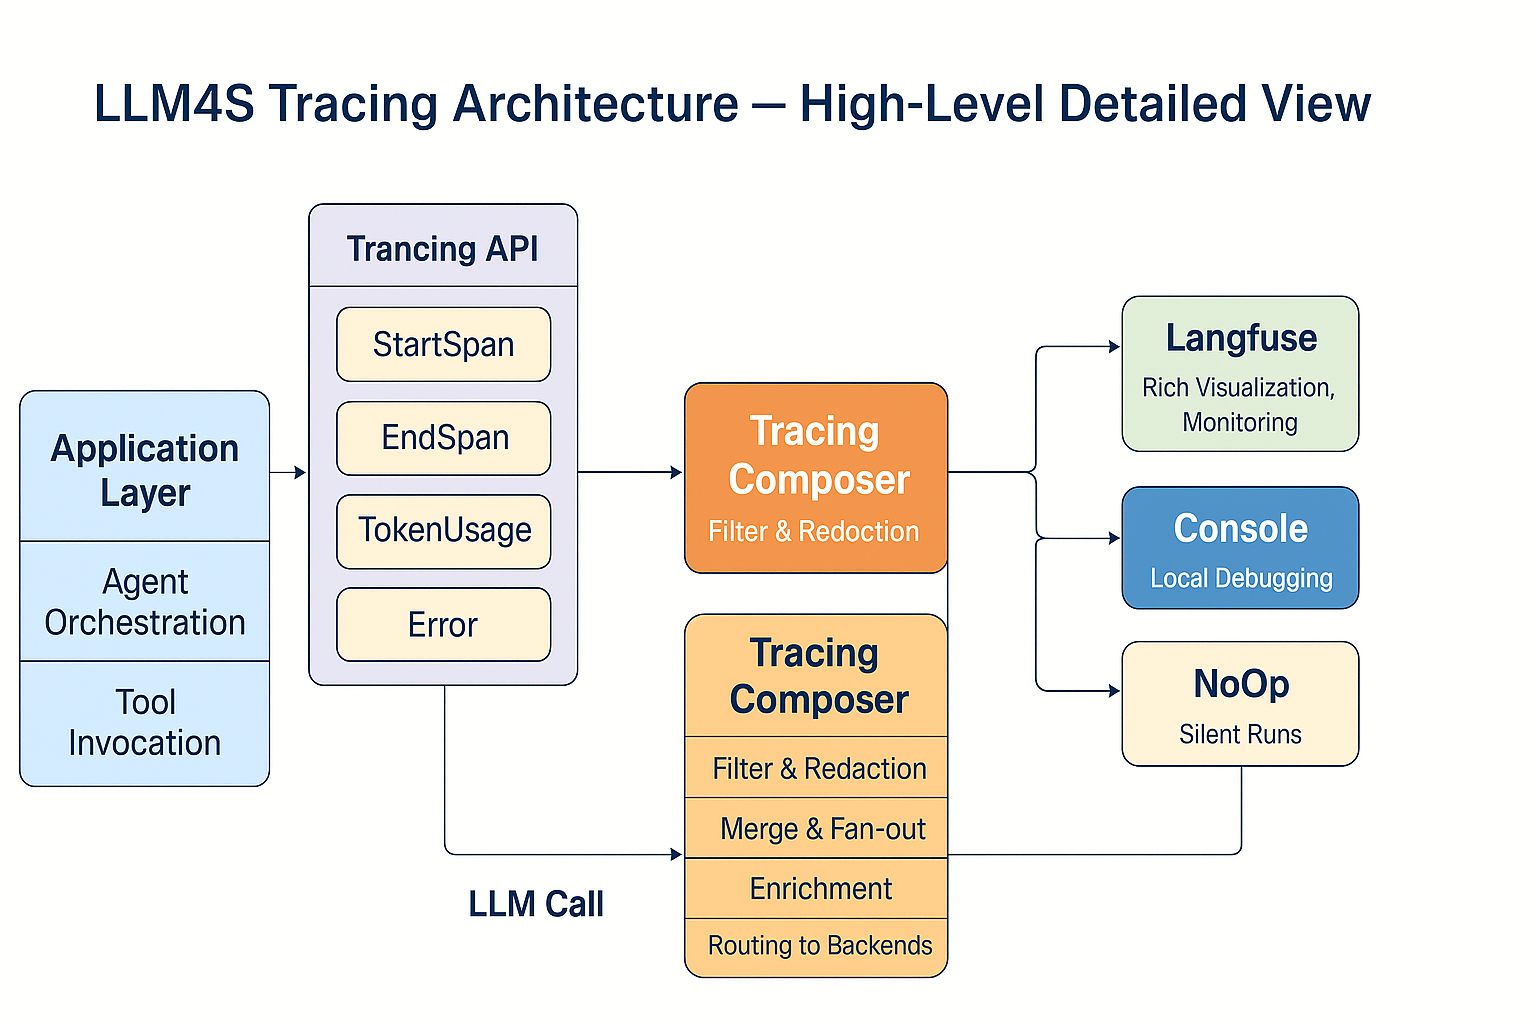 LLM4S Tracing Architecture — High-Level Detailed View
Application
Layer
Agent
Orchestration
Tool
Invocation
Trancing API
StartSpan
EndSpan
TokenUsage
Error
LLM Call
Tracing
Composer
Filter & Redoction
Tracing
Composer
Filter & Redaction
Merge & Fan-out
Enrichment
Routing to Backends
Langfuse
Rich Visualization,
Monitoring
Console
Local Debugging
NoOp
Silent Runs